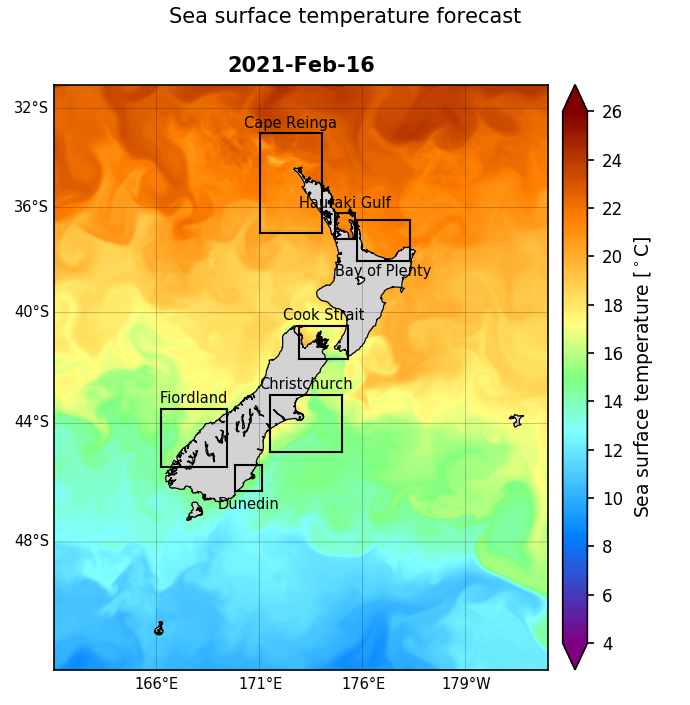 Sea surface temperature forecast
2021-Feb-16
32°S
36°S
40°S
44°S
48°S
Cape Reinga
Hauraki Gulf
Bay of Plenty
Cook Strait
Christchurch
Fiordland
Dunedin
166°E
171°E
176°E
179°W
26
24
22
20
18
16
14
12
10
8
6
4
Sea surface temperature [°C]